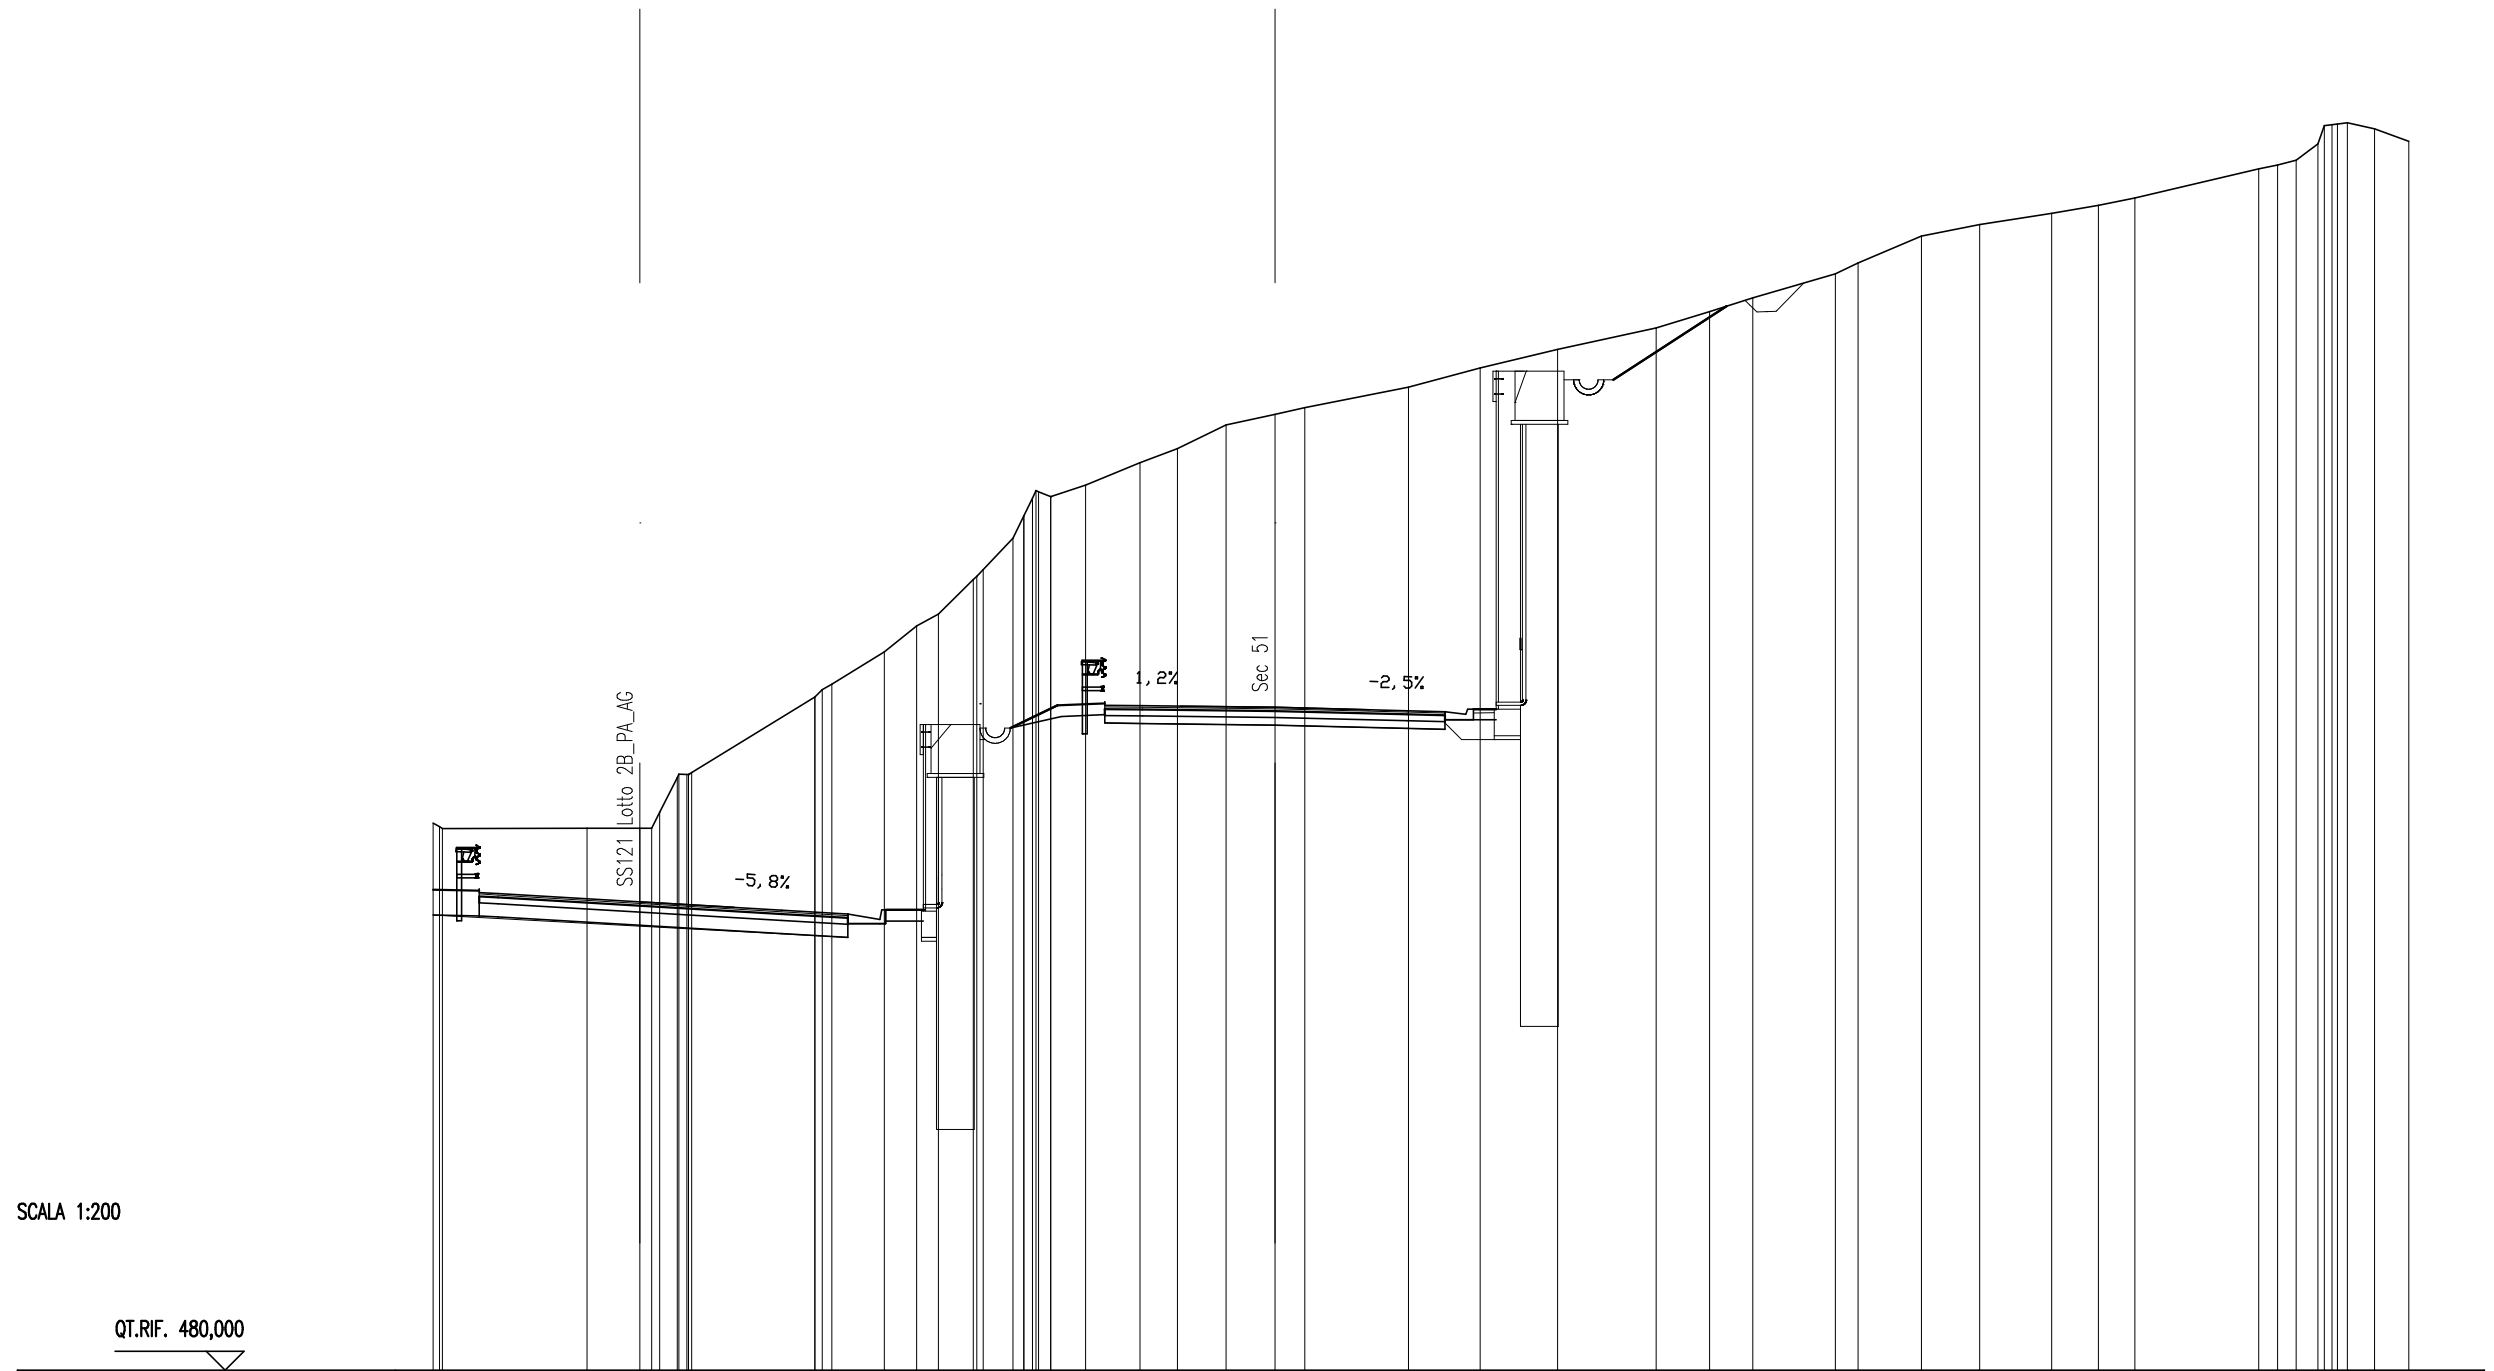 SS121 Lotto 2B_PA_AG
Sec 51
1,2%
-2,5%
-5,8%
SCALA 1:200
QT.RIF. 480,000